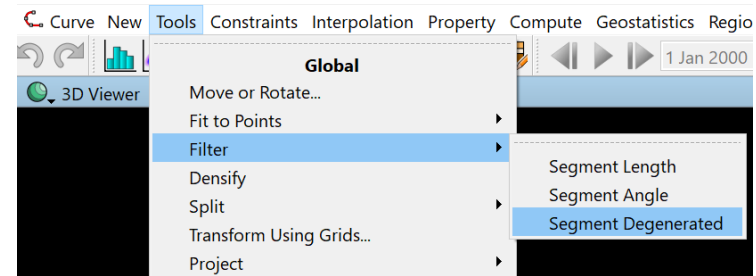 Curve New Tools Constraints Interpolation Property Compute Geostatistics Regio
1 Jan 2000
3D Viewer
Global
Move or Rotate...
Fit to Points
Filter
Densify
Split
Transform Using Grids...
Project
Segment Length
Segment Angle
Segment Degenerated